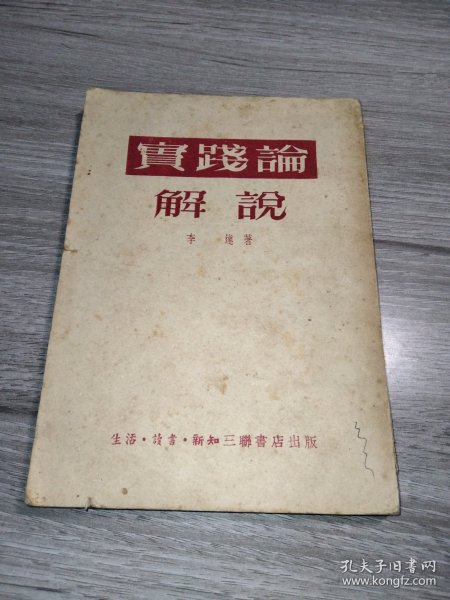 實踐論
解說
李達著
生活·讀書·新知三聯書店出版
孔夫子旧书网
www.kongfz.com